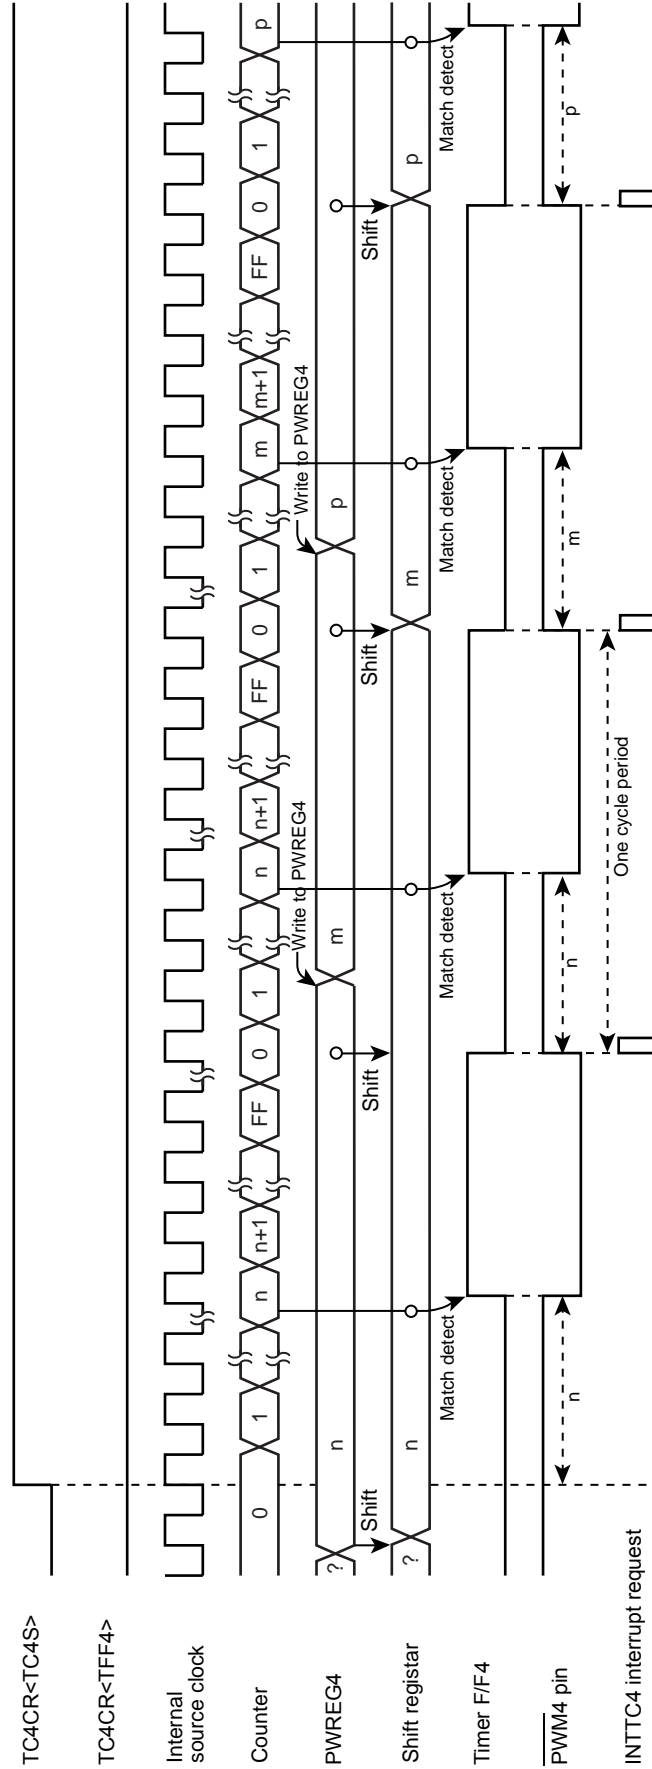 TC4CR<TC4S>
TC4CR<TFF4>
Internal
source clock
Counter 0 1 n n+1 FF 0 1 n n+1 FF 0 1 m m+1 FF 0 1 p
Write to PWREG4 Write to PWREG4
PWREG4 ? n m p
Shift Shift Shift Shift
Shift registar ? n m p
Match detect Match detect Match detect Match detect
Timer F/F4
PWM4 pin n n m p
One cycle period
INTTC4 interrupt request